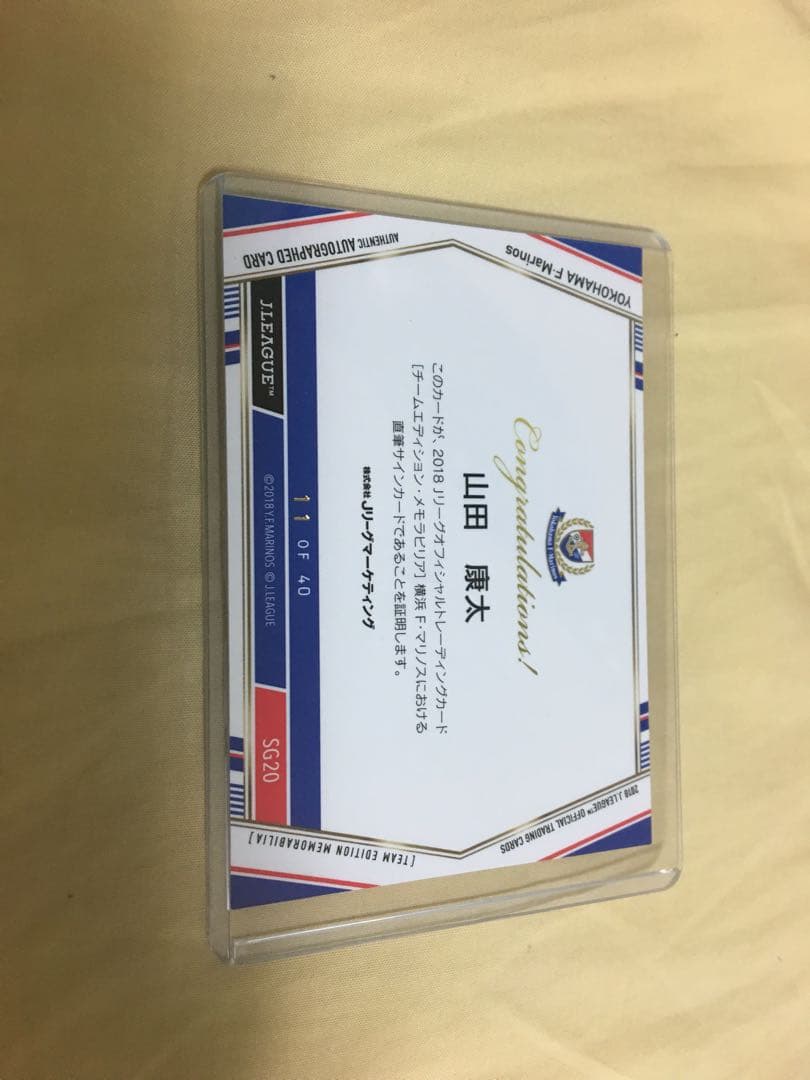 YOKOHAMA F·Marinos
2018 J.LEAGUE™ OFFICIAL TRADING CARDS
Yokohama F·Marinos
Congratulations!
山田 康太
このカードが、2018 Jリーグオフィシャルトレーディングカード
[チームエディション・メモラビリア] 横浜 F・マリノスにおける
直筆サインカードであることを証明します。
株式会社 Jリーグマーケティング
11 OF 40
J.LEAGUE™
©2018 Y.F.MARINOS © J.LEAGUE
SG20
AUTHENTIC AUTOGRAPHED CARD
[TEAM EDITION MEMORABILIA]